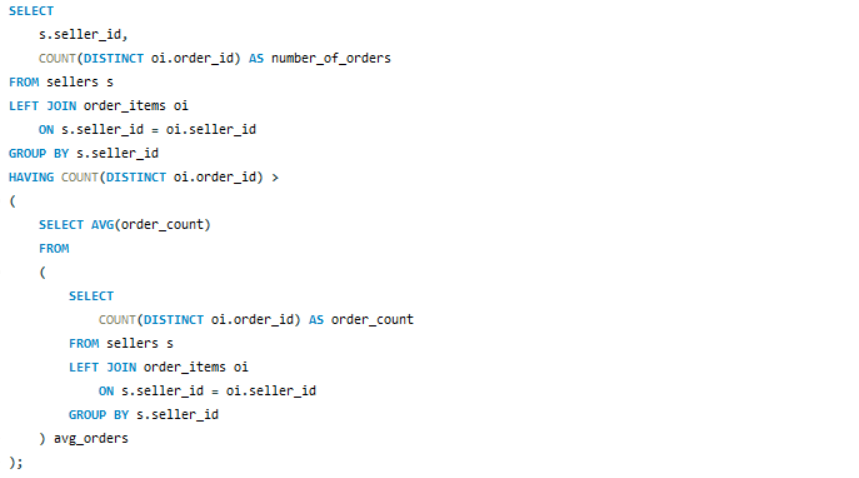 SELECT
    s.seller_id,
    COUNT(DISTINCT oi.order_id) AS number_of_orders
FROM sellers s
LEFT JOIN order_items oi
    ON s.seller_id = oi.seller_id
GROUP BY s.seller_id
HAVING COUNT(DISTINCT oi.order_id) >
(
    SELECT AVG(order_count)
    FROM
    (
        SELECT
            COUNT(DISTINCT oi.order_id) AS order_count
        FROM sellers s
        LEFT JOIN order_items oi
            ON s.seller_id = oi.seller_id
        GROUP BY s.seller_id
    ) avg_orders
);